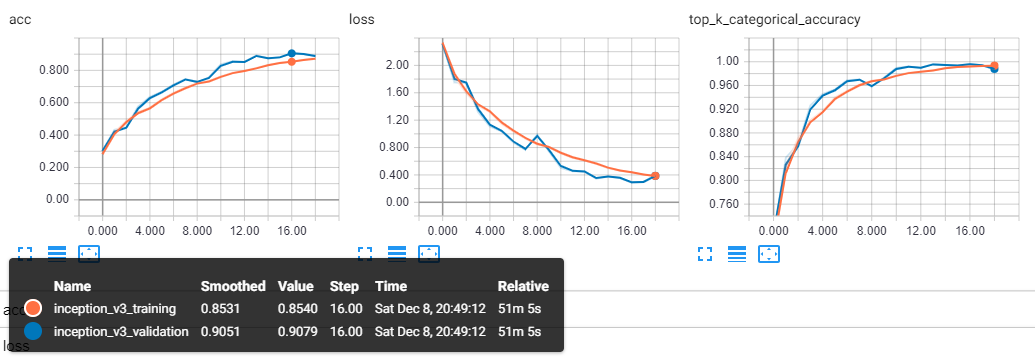 acc
loss
top_k_categorical_accuracy
0.800
0.600
0.400
0.200
0.00
0.000 4.000 8.000 12.00 16.00
2.00
1.60
1.20
0.800
0.400
0.00
0.000 4.000 8.000 12.00 16.00
1.00
0.960
0.920
0.880
0.840
0.800
0.760
0.000 4.000 8.000 12.00 16.00
Name Smoothed Value Step Time Relative
inception_v3_training 0.8531 0.8540 16.00 Sat Dec 8, 20:49:12 51m 5s
inception_v3_validation 0.9051 0.9079 16.00 Sat Dec 8, 20:49:12 51m 5s
acc
loss